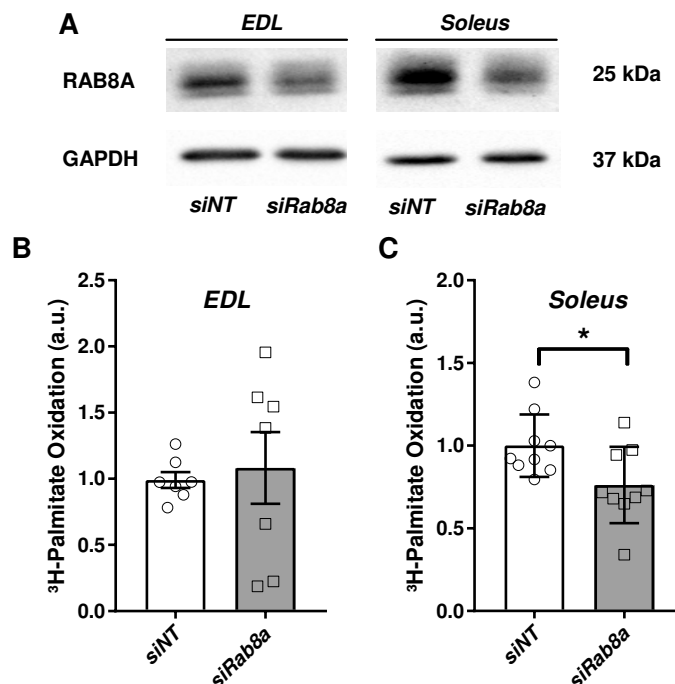 A
EDL
Soleus
RAB8A
25 kDa
GAPDH
37 kDa
siNT
siRab8a
siNT
siRab8a
B
EDL
³H-Palmitate Oxidation (a.u.)
2.5
2.0
1.5
1.0
0.5
0.0
siNT
siRab8a
C
Soleus
*
³H-Palmitate Oxidation (a.u.)
2.0
1.5
1.0
0.5
0.0
siNT
siRab8a